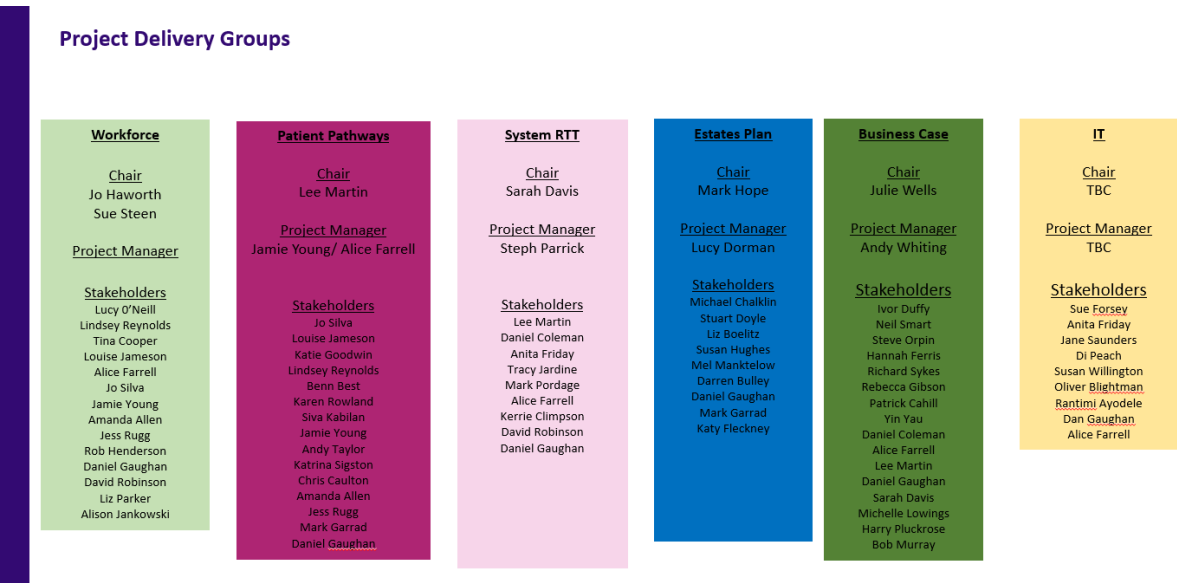 Project Delivery Groups
Workforce
Chair
Jo Haworth
Sue Steen
Project Manager
Stakeholders
Lucy O’Neill
Lindsey Reynolds
Tina Cooper
Louise Jameson
Alice Farrell
Jo Silva
Jamie Young
Amanda Allen
Jess Rugg
Rob Henderson
Daniel Gaughan
David Robinson
Liz Parker
Alison Jankowski
Patient Pathways
Chair
Lee Martin
Project Manager
Jamie Young/ Alice Farrell
Stakeholders
Jo Silva
Louise Jameson
Katie Goodwin
Lindsey Reynolds
Benn Best
Karen Rowland
Siva Kabilan
Jamie Young
Andy Taylor
Katrina Sigston
Chris Caulton
Amanda Allen
Jess Rugg
Mark Garrad
Daniel Gaughan
System RTT
Chair
Sarah Davis
Project Manager
Steph Parrick
Stakeholders
Lee Martin
Daniel Coleman
Anita Friday
Tracy Jardine
Mark Pordage
Alice Farrell
Kerrie Climpson
David Robinson
Daniel Gaughan
Estates Plan
Chair
Mark Hope
Project Manager
Lucy Dorman
Stakeholders
Michael Chalklin
Stuart Doyle
Liz Boelitz
Susan Hughes
Mel Manktelow
Darren Bulley
Daniel Gaughan
Mark Garrad
Katy Fleckney
Business Case
Chair
Julie Wells
Project Manager
Andy Whiting
Stakeholders
Ivor Duffy
Neil Smart
Steve Orpin
Hannah Ferris
Richard Sykes
Rebecca Gibson
Patrick Cahill
Yin Yau
Daniel Coleman
Alice Farrell
Lee Martin
Daniel Gaughan
Sarah Davis
Michelle Lowings
Harry Pluckrose
Bob Murray
IT
Chair
TBC
Project Manager
TBC
Stakeholders
Sue Forsey
Anita Friday
Jane Saunders
Di Peach
Susan Willington
Oliver Blightman
Rantimi Ayodele
Dan Gaughan
Alice Farrell